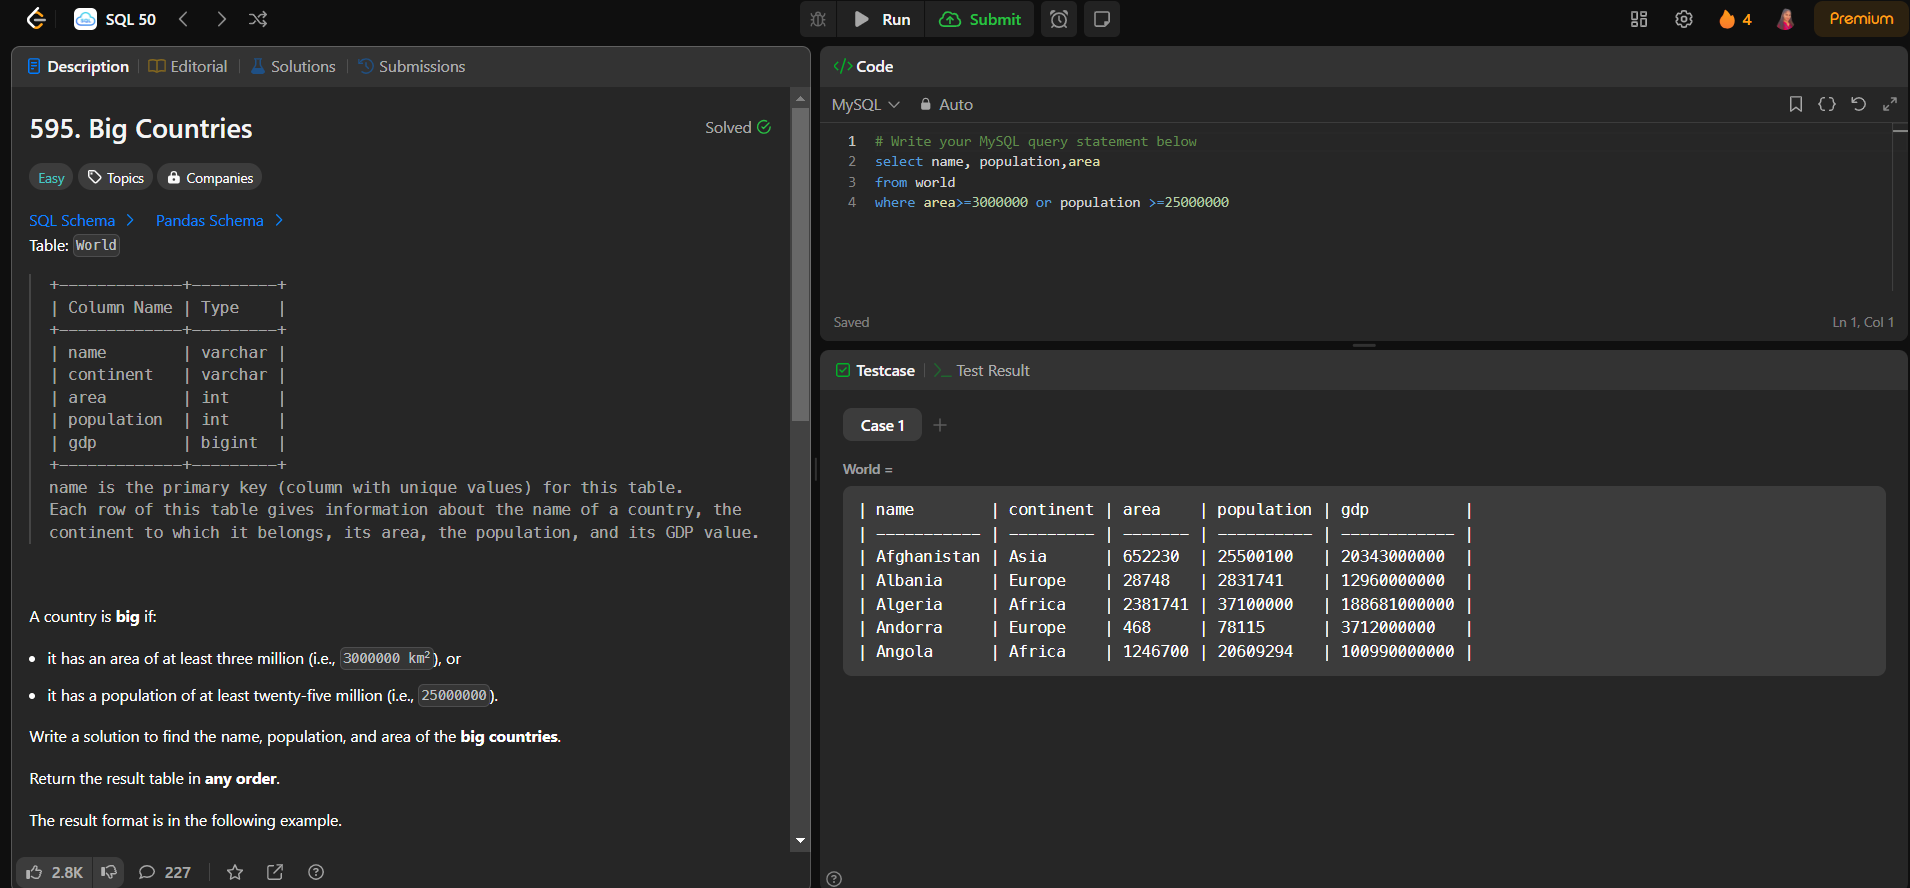 SQL 50
Run
Submit
4
Premium
Description
Editorial
Solutions
Submissions
595. Big Countries
Solved
Easy
Topics
Companies
SQL Schema
Pandas Schema
Table: World
+-------------+---------+
| Column Name | Type    |
+-------------+---------+
| name        | varchar |
| continent   | varchar |
| area        | int     |
| population  | int     |
| gdp         | bigint  |
+-------------+---------+
name is the primary key (column with unique values) for this table.
Each row of this table gives information about the name of a country, the
continent to which it belongs, its area, the population, and its GDP value.
A country is big if:
• it has an area of at least three million (i.e., 3000000 km²), or
• it has a population of at least twenty-five million (i.e., 25000000).
Write a solution to find the name, population, and area of the big countries.
Return the result table in any order.
The result format is in the following example.
2.8K
227
</> Code
MySQL
Auto
1 # Write your MySQL query statement below
2 select name, population,area
3 from world
4 where area>=3000000 or population >=25000000
Saved
Ln 1, Col 1
Testcase
Test Result
Case 1
World =
| name        | continent | area    | population | gdp          |
| ----------- | --------- | ------- | ---------- | ------------ |
| Afghanistan | Asia      | 652230  | 25500100   | 20343000000  |
| Albania     | Europe    | 28748   | 2831741    | 12960000000  |
| Algeria     | Africa    | 2381741 | 37100000   | 188681000000 |
| Andorra     | Europe    | 468     | 78115      | 3712000000   |
| Angola      | Africa    | 1246700 | 20609294   | 100990000000 |